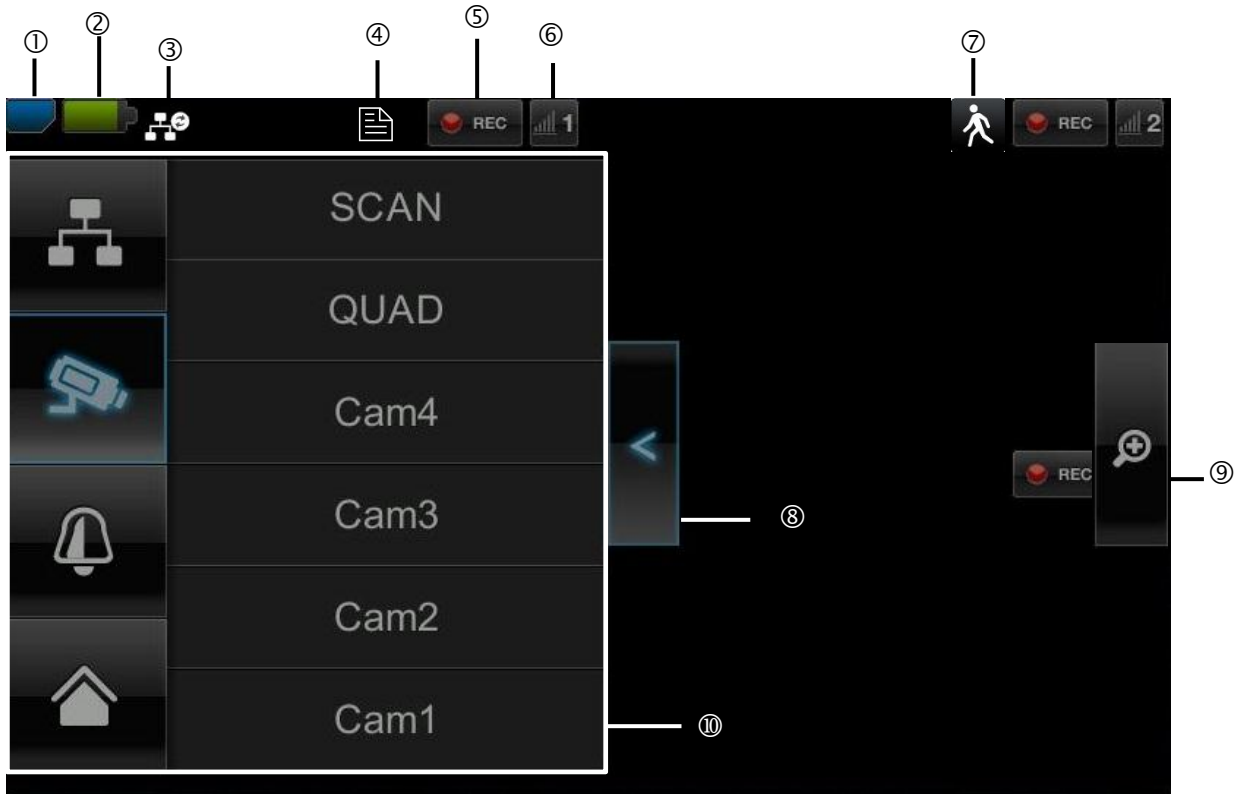 ① ② ③ ④ ⑤ ⑥ ⑦
REC 1 REC 2
SCAN
QUAD
Cam4
<
REC ⑨
Cam3 ⑧
Cam2
Cam1 ⑩